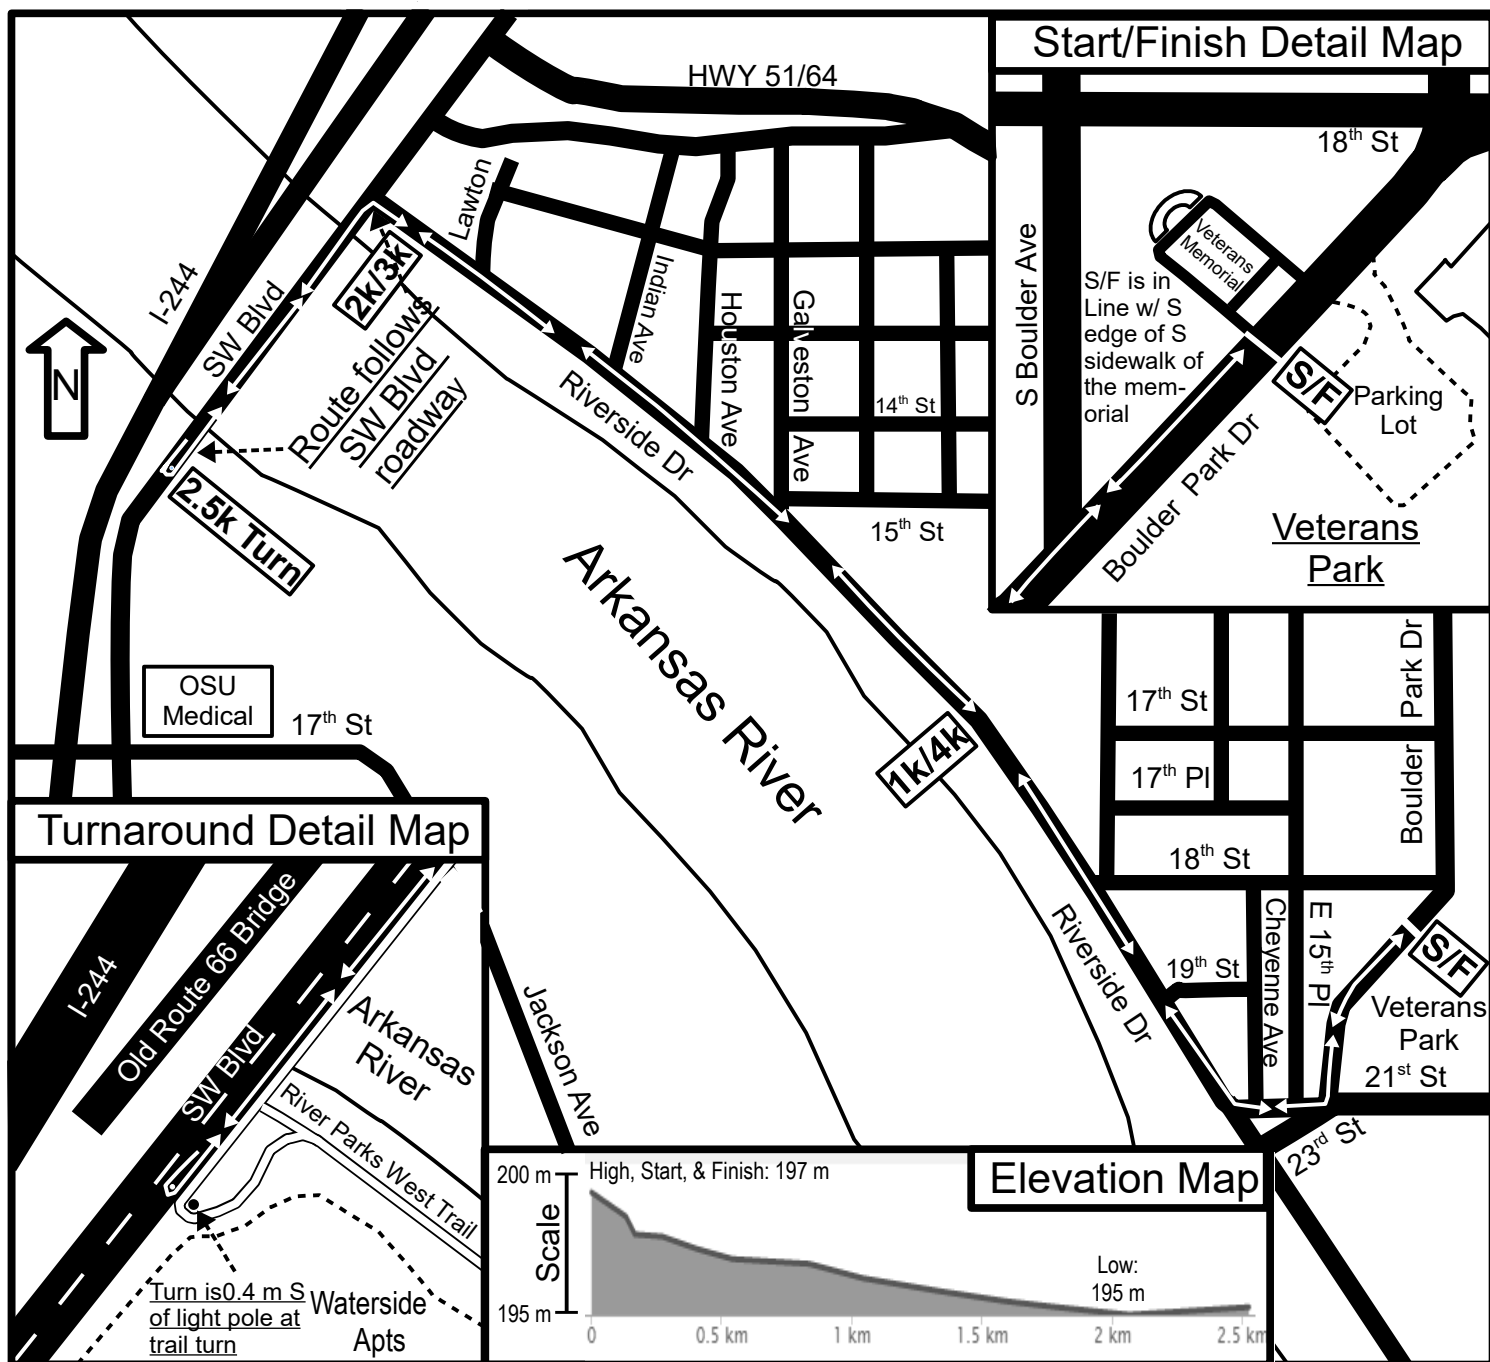 Start/Finish Detail Map
HWY 51/64
18th St
Lawton
Veterans
Memorial
S Boulder Ave
S/F is in
Line w/ S
edge of S
sidewalk of
the mem-
orial
S/F
Parking
Lot
Boulder Park Dr
Veterans
Park
I-244
SW Blvd
2k/3k
Indian Ave
Houston Ave
Galveston Ave
N
Route follows
SW Blvd
roadway
Riverside Dr
14th St
15th St
2.5k Turn
Arkansas River
OSU
Medical
17th St
1k/4k
17th St
17th Pl
18th St
Boulder Park Dr
Turnaround Detail Map
I-244
Old Route 66 Bridge
SW Blvd
Arkansas
River
River Parks West Trail
Turn is0.4 m S
of light pole at
trail turn
Waterside
Apts
Jackson Ave
Riverside Dr
19th St
Cheyenne Ave
E 15th Pl
S/F
Veterans
Park
21st St
23rd St
Elevation Map
High, Start, & Finish: 197 m
200 m
Scale
195 m
Low:
195 m
0 0.5 km 1 km 1.5 km 2 km 2.5 km